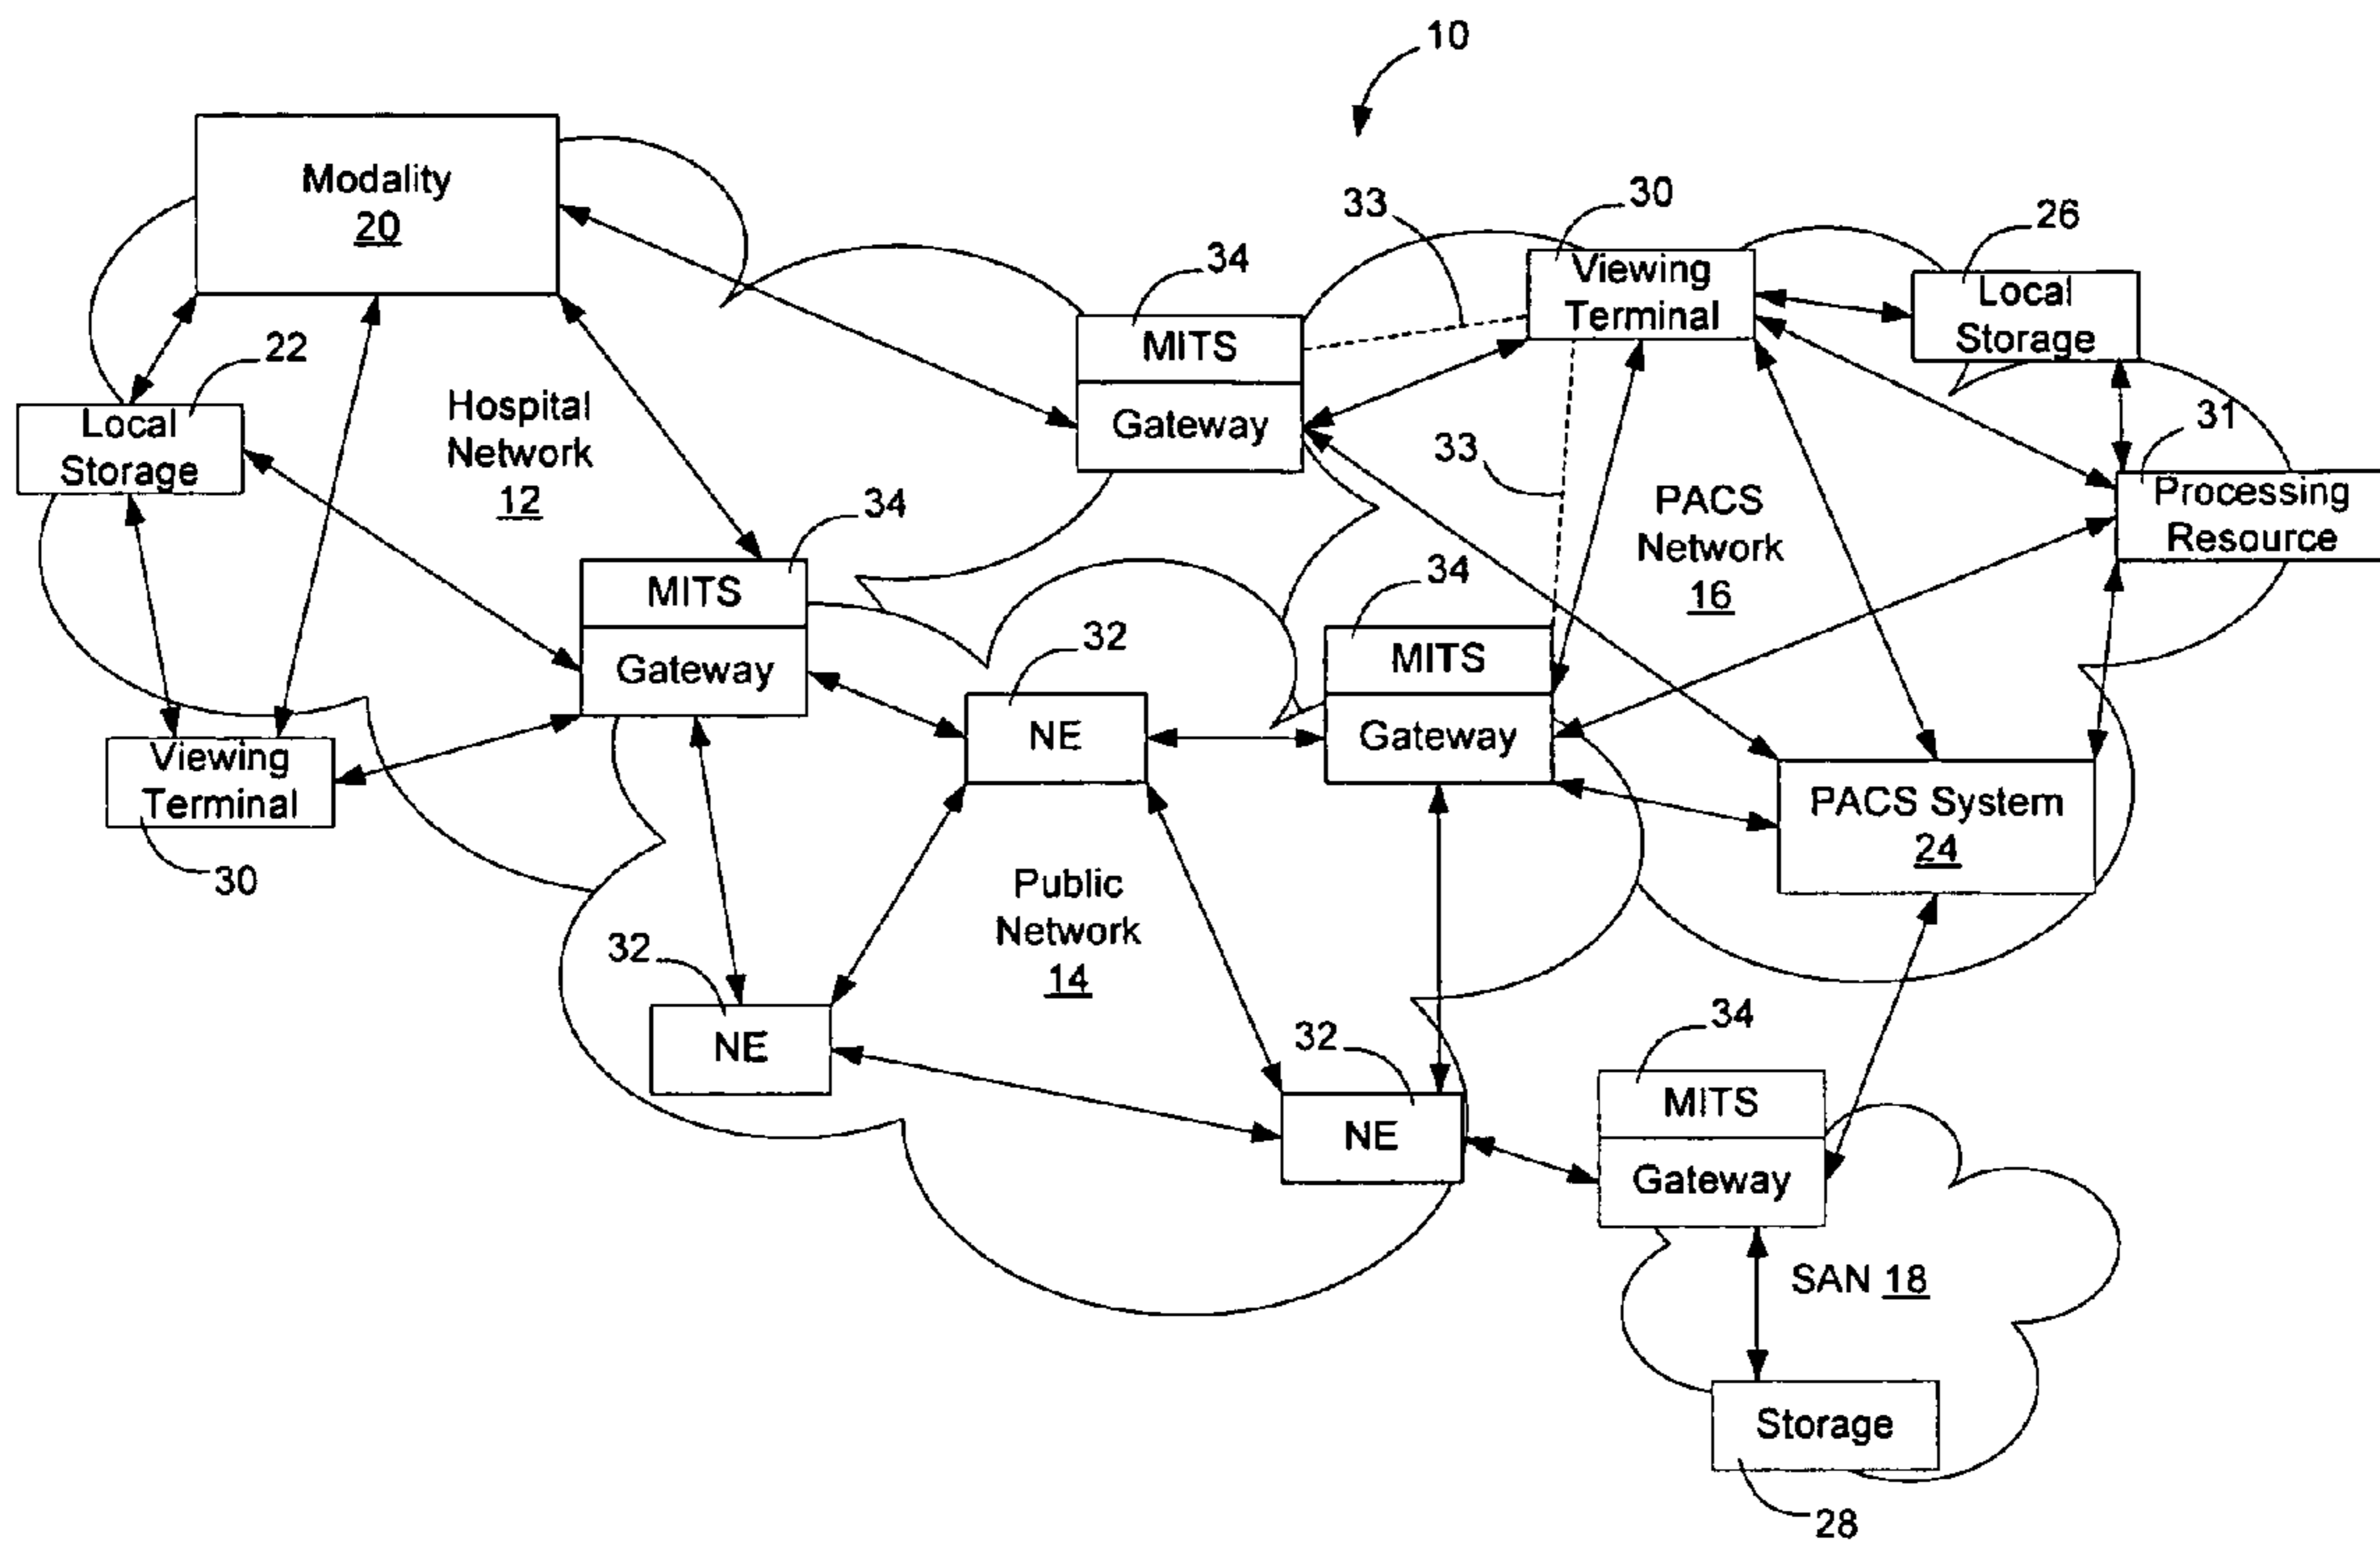 10
Modality
20
33
30
26
34
Viewing
Terminal
Local
Storage
MITS
22
Hospital
Network
12
Gateway
31
Local
Storage
33
PACS
Network
16
Processing
Resource
34
MITS
Gateway
34
MITS
Gateway
32
NE
Viewing
Terminal
30
PACS System
24
Public
Network
14
32
NE
32
NE
34
MITS
Gateway
SAN 18
Storage
28